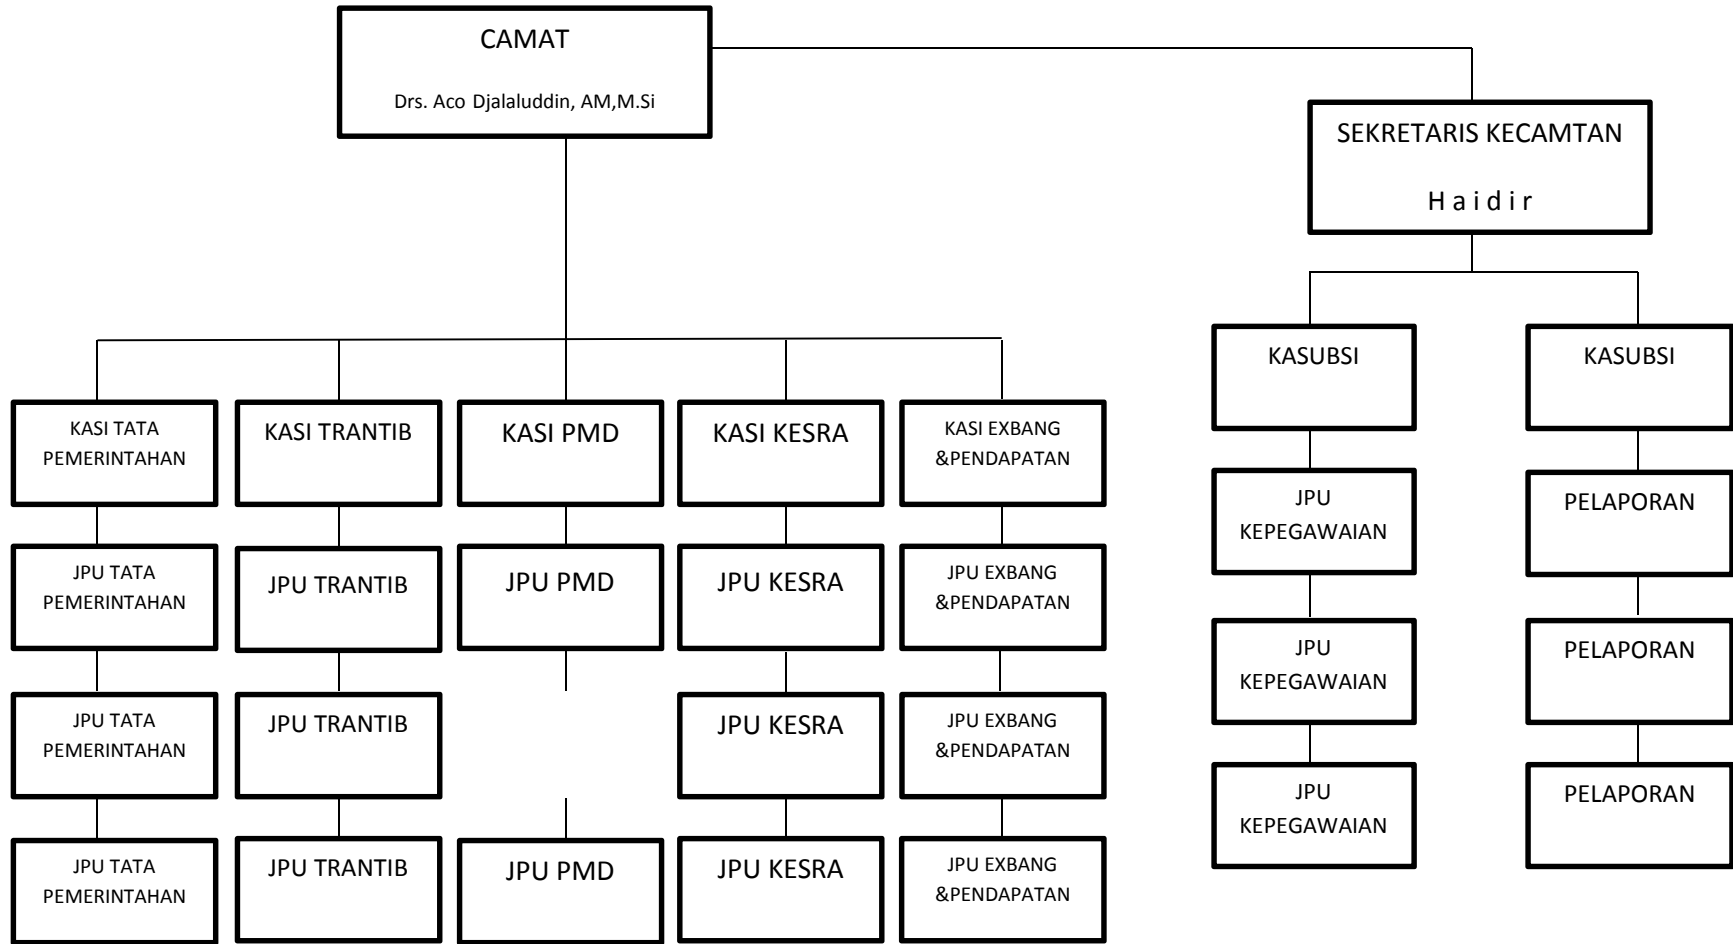 CAMAT
Drs. Aco Djalaluddin, AM,M.Si
SEKRETARIS KECAMTAN
H a i d i r
KASUBSI
KASUBSI
KASI TATA
PEMERINTAHAN
KASI TRANTIB
KASI PMD
KASI KESRA
KASI EXBANG
&PENDAPATAN
JPU
KEPEGAWAIAN
PELAPORAN
JPU TATA
PEMERINTAHAN
JPU TRANTIB
JPU PMD
JPU KESRA
JPU EXBANG
&PENDAPATAN
JPU
KEPEGAWAIAN
PELAPORAN
JPU TATA
PEMERINTAHAN
JPU TRANTIB
JPU KESRA
JPU EXBANG
&PENDAPATAN
JPU
KEPEGAWAIAN
PELAPORAN
JPU TATA
PEMERINTAHAN
JPU TRANTIB
JPU PMD
JPU KESRA
JPU EXBANG
&PENDAPATAN